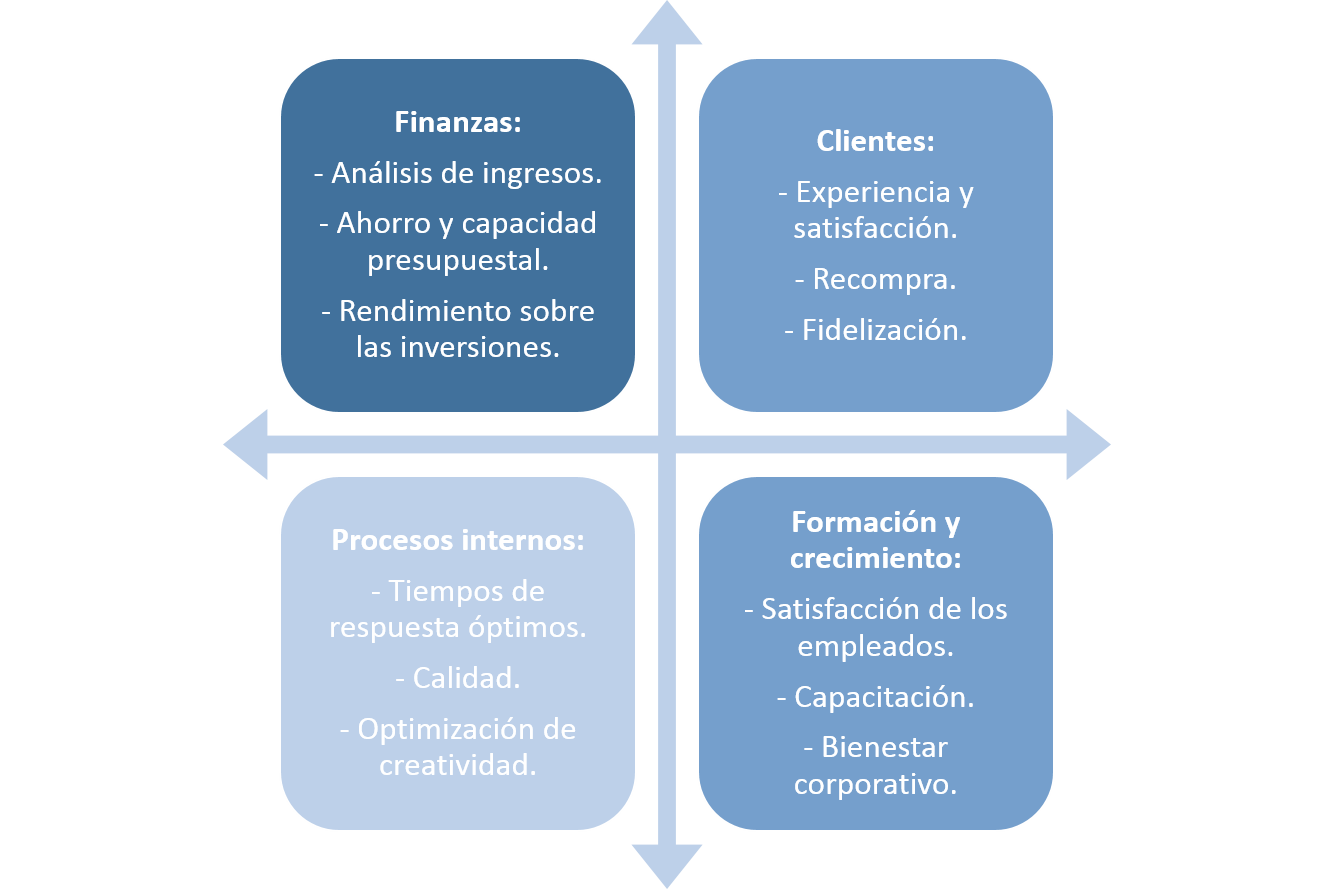 Finanzas:
- Análisis de ingresos.
- Ahorro y capacidad
presupuestal.
- Rendimiento sobre
las inversiones.
Clientes:
- Experiencia y
satisfacción.
- Recompra.
- Fidelización.
Procesos internos:
- Tiempos de
respuesta óptimos.
- Calidad.
- Optimización de
creatividad.
Formación y
crecimiento:
- Satisfacción de los
empleados.
- Capacitación.
- Bienestar
corporativo.